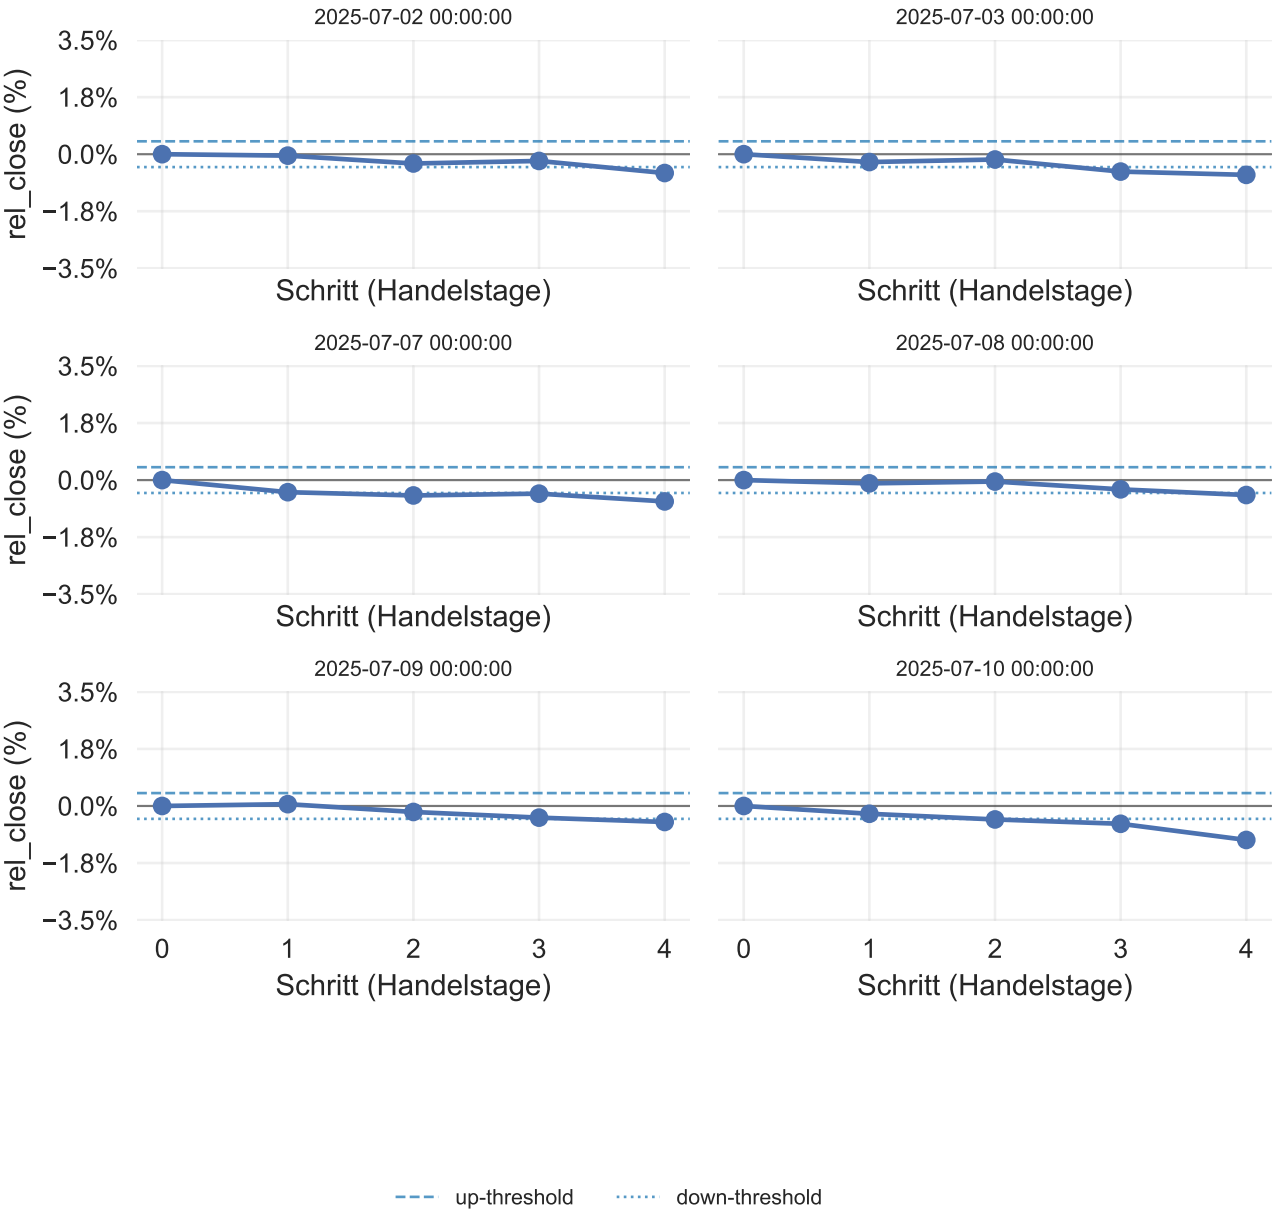 2025-07-02 00:00:00
3.5%
1.8%
0.0%
−1.8%
−3.5%
rel_close (%)
Schritt (Handelstage)
2025-07-03 00:00:00
Schritt (Handelstage)
2025-07-07 00:00:00
3.5%
1.8%
0.0%
−1.8%
−3.5%
rel_close (%)
Schritt (Handelstage)
2025-07-08 00:00:00
Schritt (Handelstage)
2025-07-09 00:00:00
3.5%
1.8%
0.0%
−1.8%
−3.5%
rel_close (%)
0 1 2 3 4
Schritt (Handelstage)
2025-07-10 00:00:00
0 1 2 3 4
Schritt (Handelstage)
up-threshold down-threshold